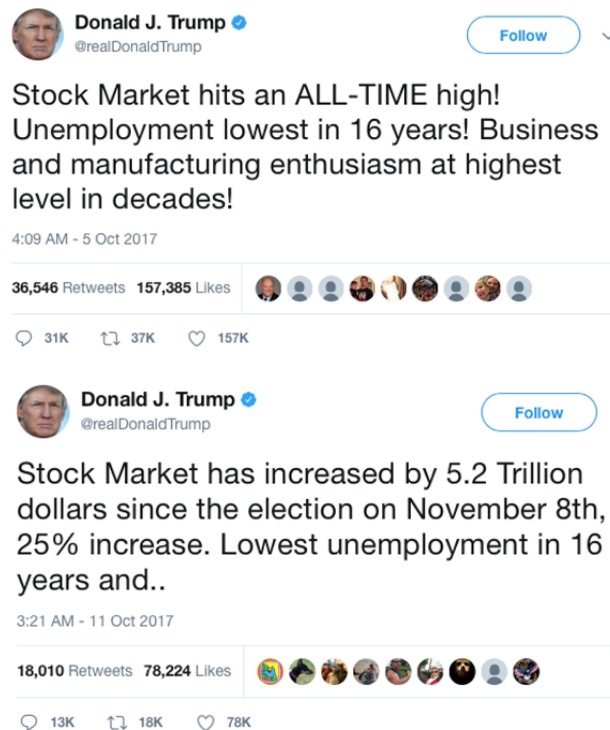 Donald J. Trump
@realDonaldTrump
Follow
Stock Market hits an ALL-TIME high!
Unemployment lowest in 16 years! Business
and manufacturing enthusiasm at highest
level in decades!
4:09 AM - 5 Oct 2017
36,546 Retweets 157,385 Likes
31K 37K 157K
Donald J. Trump
@realDonaldTrump
Follow
Stock Market has increased by 5.2 Trillion
dollars since the election on November 8th,
25% increase. Lowest unemployment in 16
years and..
3:21 AM - 11 Oct 2017
18,010 Retweets 78,224 Likes
13K 18K 78K